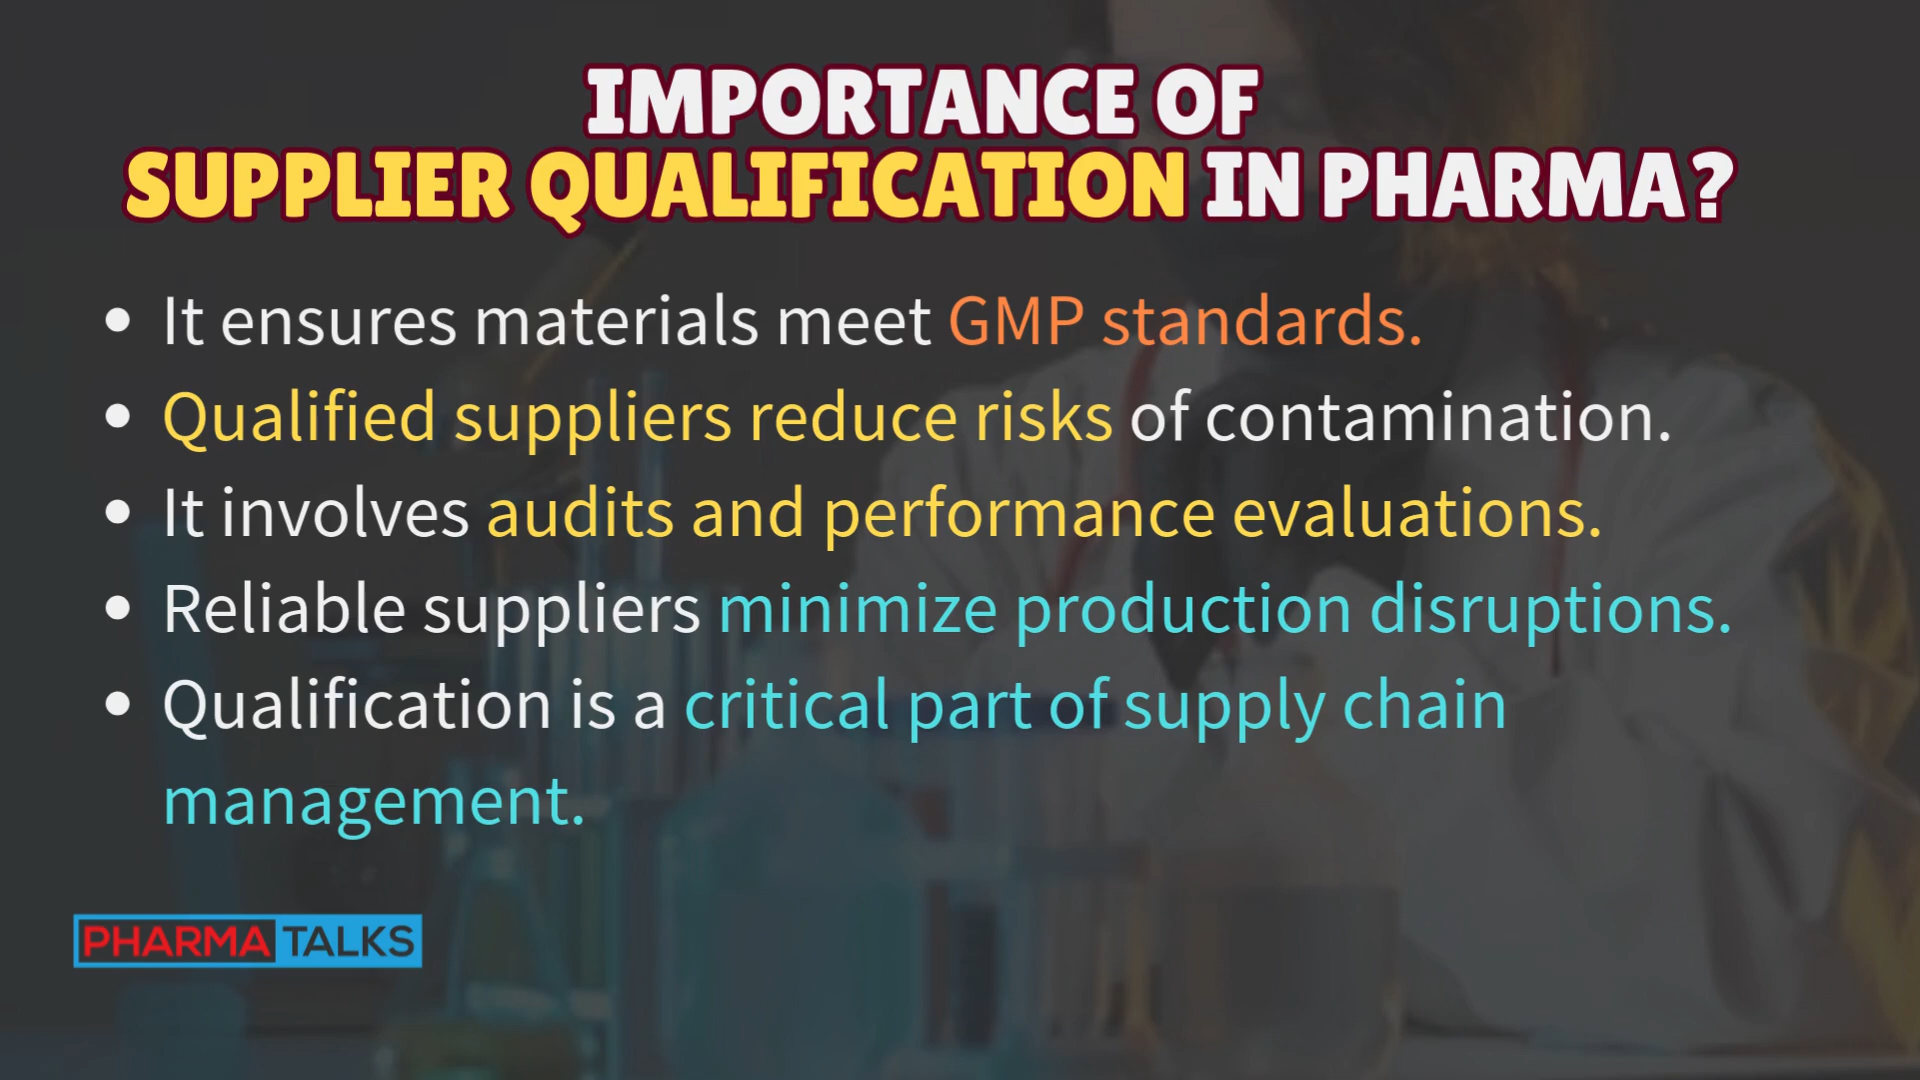 IMPORTANCE OF
SUPPLIER QUALIFICATION IN PHARMA?
• It ensures materials meet GMP standards.
• Qualified suppliers reduce risks of contamination.
• It involves audits and performance evaluations.
• Reliable suppliers minimize production disruptions.
• Qualification is a critical part of supply chain
management.
PHARMA TALKS